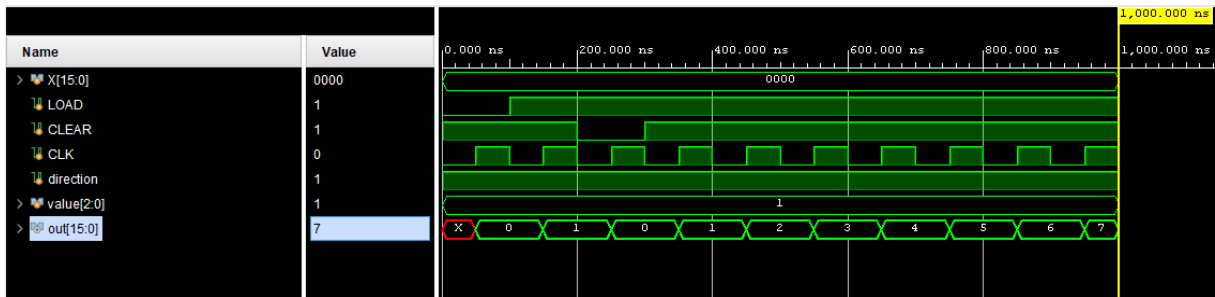 1,000.000 ns
Name Value 0.000 ns 200.000 ns 400.000 ns 600.000 ns 800.000 ns 1,000.000 ns
> X[15:0] 0000 0000
LOAD 1
CLEAR 1
CLK 0
direction 1
> value[2:0] 1 1
> out[15:0] 7 X 0 1 0 1 2 3 4 5 6 7